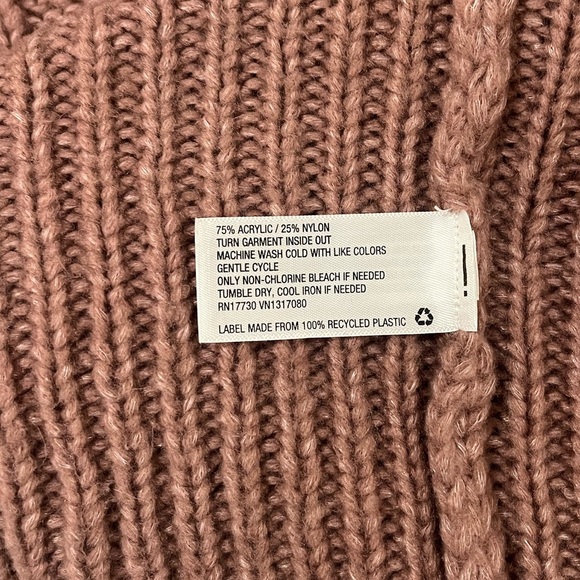 75% ACRYLIC / 25% NYLON
TURN GARMENT INSIDE OUT
MACHINE WASH COLD WITH LIKE COLORS
GENTLE CYCLE
ONLY NON-CHLORINE BLEACH IF NEEDED
TUMBLE DRY, COOL IRON IF NEEDED
RN17730 VN1317080
LABEL MADE FROM 100% RECYCLED PLASTIC